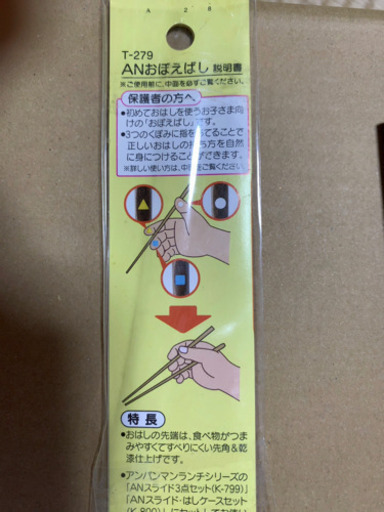 A 2 8
T-279
ANおぼえばし 説明書
※ご使用前に、中面を必ずご覧ください。
保護者の方へ
●初めておはしを使うお子さま向
けの「おぼえばし」です。
●3つのくぼみに指をあてることで
正しいおはしの持ち方を自然
に身につけることができます。
※詳しい使い方は、中面をご覧ください。
特長
●おはしの先端は、食べ物がつま
みやすくてすべりにくい先角&乾
漆仕上げです。
●アンパンマンランチシリーズの
「ANスライド3点セット(K-799)
「ANスライド・はしケースセット